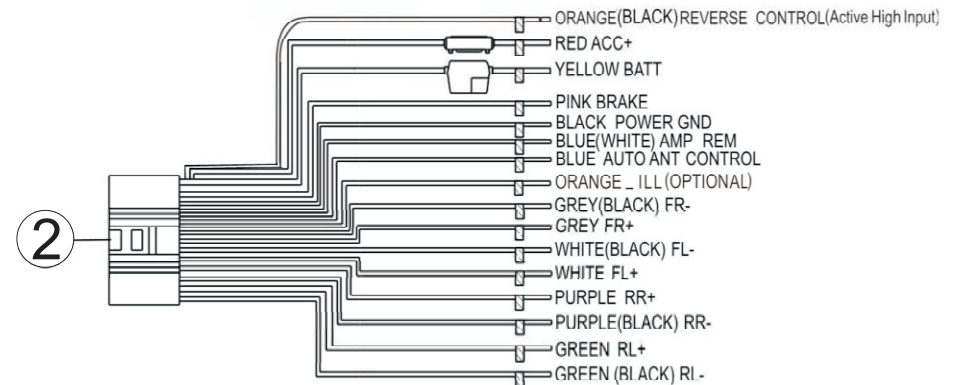 ORANGE(BLACK)REVERSE CONTROL(Active High Input)
RED ACC+
YELLOW BATT
PINK BRAKE
BLACK POWER GND
BLUE(WHITE) AMP REM
BLUE AUTO ANT CONTROL
ORANGE_ILL(OPTIONAL)
GREY(BLACK) FR-
GREY FR+
2
WHITE(BLACK) FL-
WHITE FL+
PURPLE RR+
PURPLE(BLACK) RR-
GREEN RL+
GREEN (BLACK) RL-